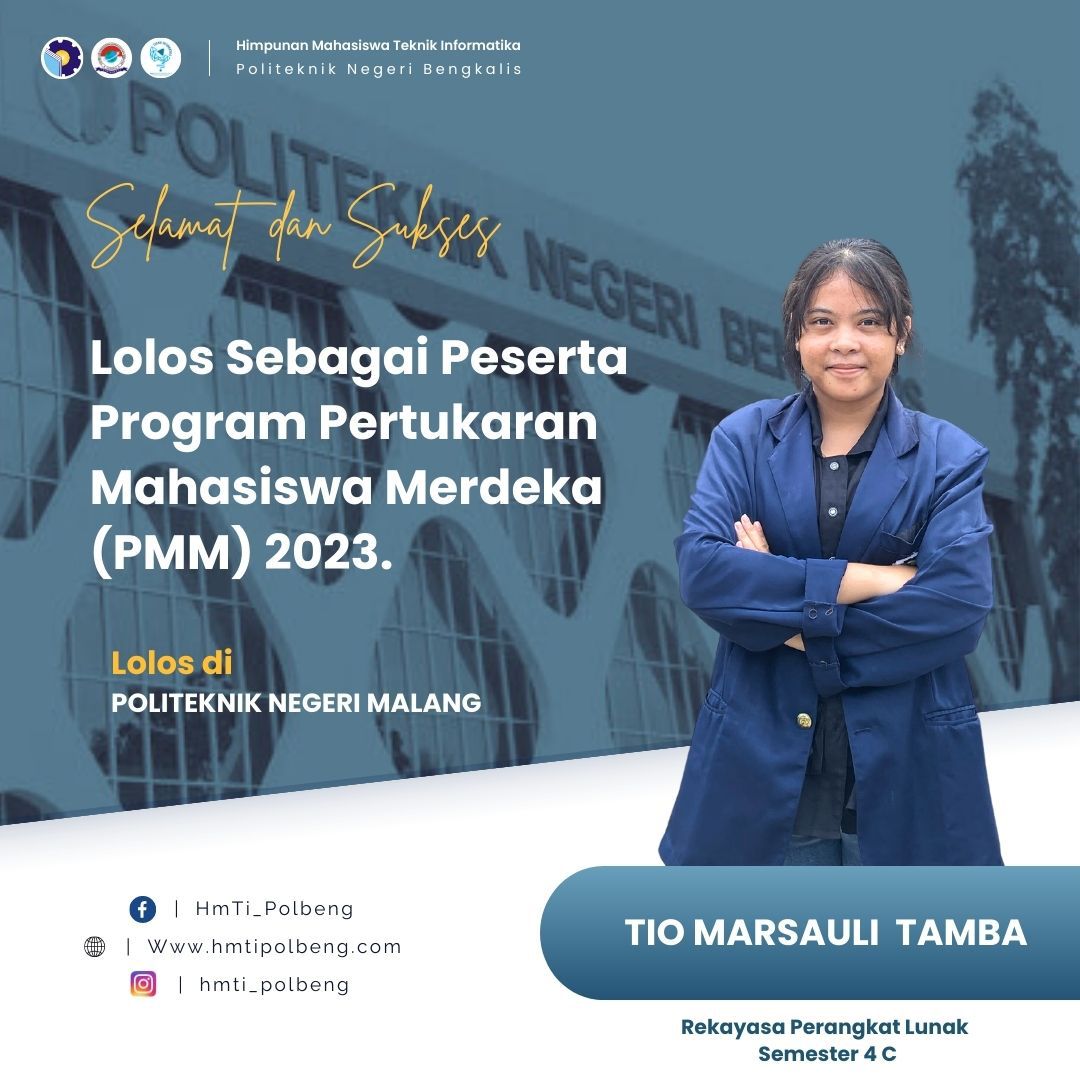 Himpunan Mahasiswa Teknik Informatika
Politeknik Negeri Bengkalis
POLITEKNIK NEGERI BE
Selamat dan Sukses
Lolos Sebagai Peserta
Program Pertukaran
Mahasiswa Merdeka
(PMM) 2023.
Lolos di
POLITEKNIK NEGERI MALANG
| HmTi_Polbeng
| Www.hmtipolbeng.com
| hmti_polbeng
TIO MARSAULI TAMBA
Rekayasa Perangkat Lunak
Semester 4 C